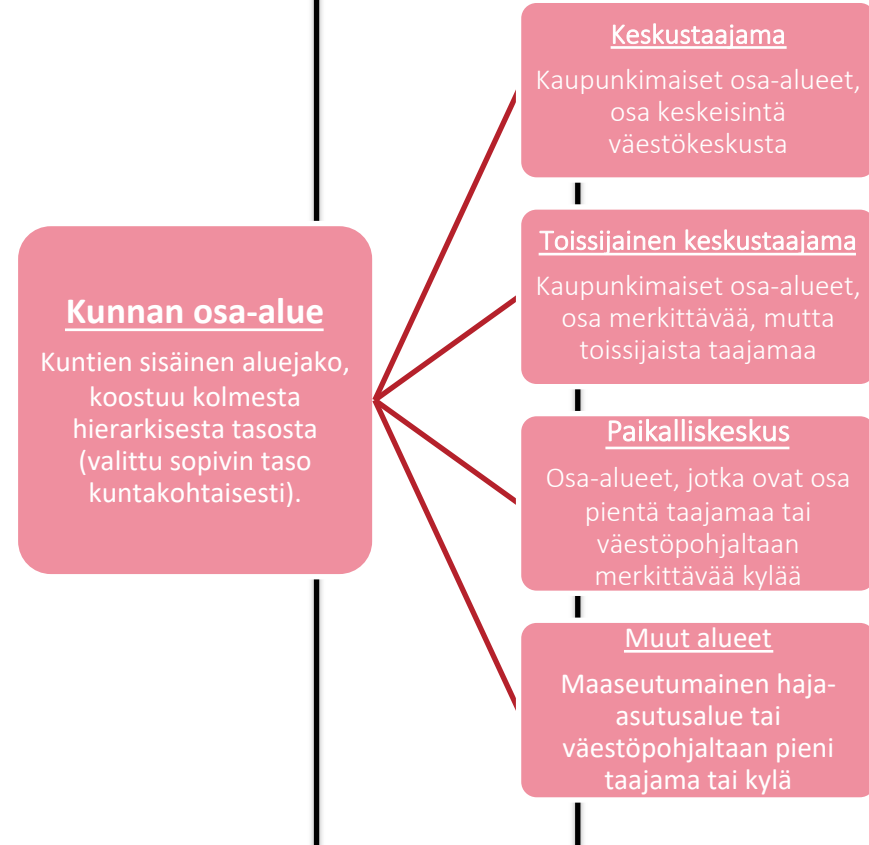 Kunnan osa-alue
Kuntien sisäinen aluejako,
koostuu kolmesta
hierarkisesta tasosta
(valittu sopivin taso
kuntakohtaisesti).
Keskustaajama
Kaupunkimaiset osa-alueet,
osa keskeisintä
väestökeskusta
Toissijainen keskustaajama
Kaupunkimaiset osa-alueet,
osa merkittävää, mutta
toissijaista taajamaa
Paikalliskeskus
Osa-alueet, jotka ovat osa
pientä taajamaa tai
väestöpohjaltaan
merkittävää kylää
Muut alueet
Maaseutumainen haja-
asutusalue tai
väestöpohjaltaan pieni
taajama tai kylä